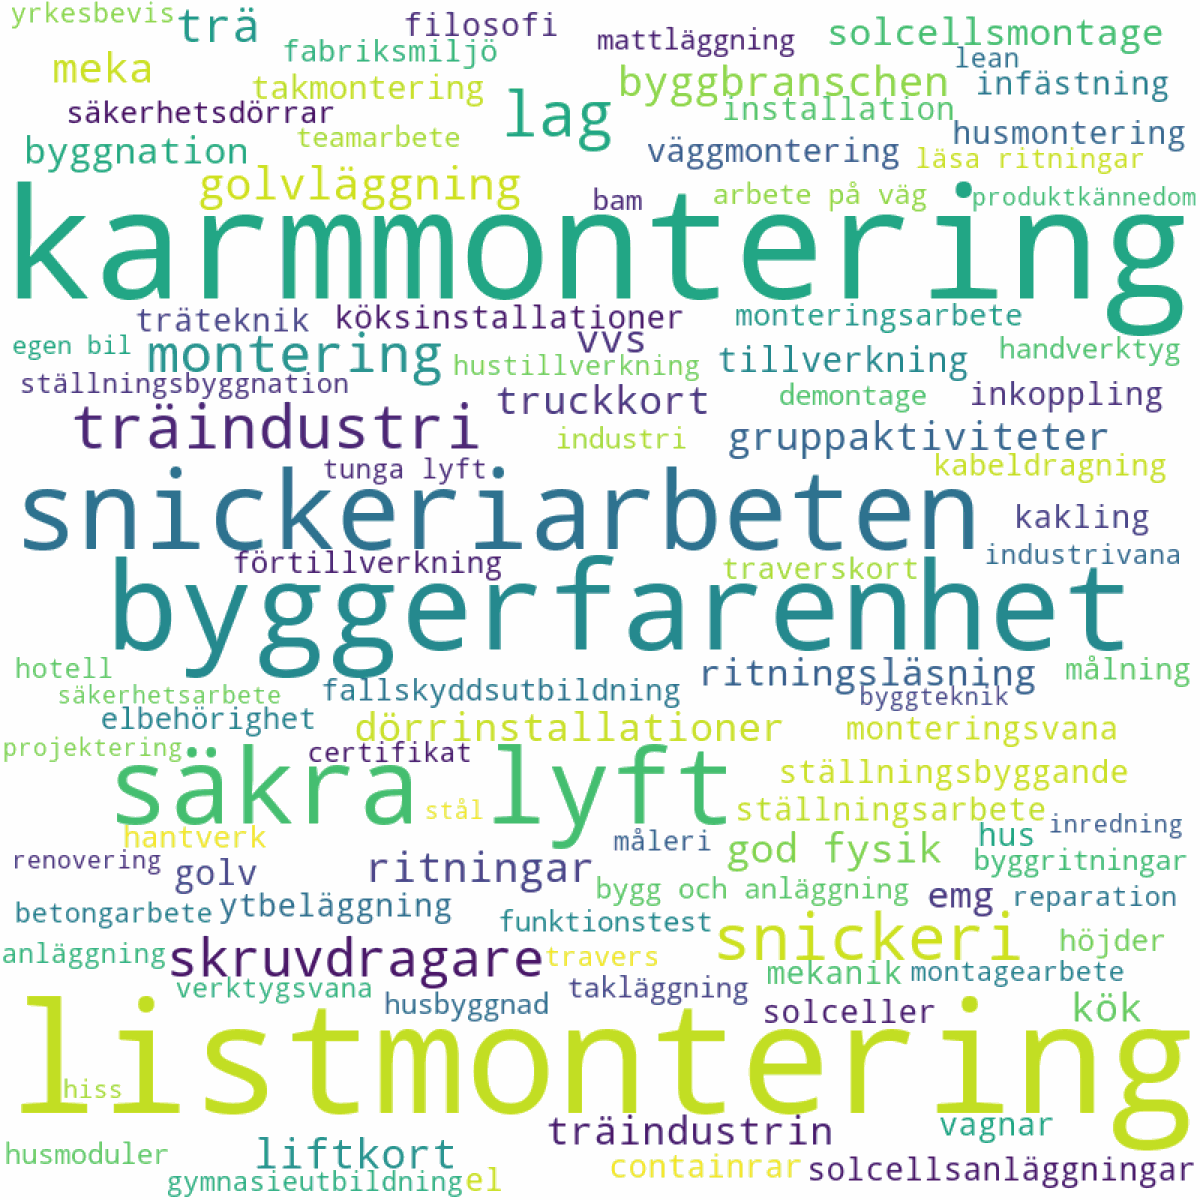 yrkesbevis trä filosofi mattläggning solcellsmontage
meka fabriksmiljö lean
takmontering lag byggbranschen infästning
säkerhetsdörrar installation
teamarbete husmontering
byggnation väggmontering läsa ritningar
golvläggning bam arbete på väg produktkännedom
karmmontering
träteknik köksinstallationer monteringsarbete
egen bil montering vvs tillverkning handverktyg
hustillverkning
ställningsbyggnation truckkort demontage inkoppling
träindustri industri gruppaktiviteter
tunga lyft kabeldragning
snickeriarbeten kakling
förtillverkning traverskort industrivana
byggerfarenhet
hotell ritningsläsning målning
säkerhetsarbete fallskyddsutbildning byggteknik
elbehörighet dörrinstallationer monteringsvana
projektering certifikat
säkra lyft ställningsbyggande
stål ställningsarbete
hantverk måleri god fysik hus inredning
renovering golv ritningar byggritningar
bygg och anläggning emg reparation
betongarbete ytbeläggning funktionstest
anläggning skruvdragare travers snickeri höjder
verktygsvana takläggning mekanik montagearbete
husbyggnad solceller kök
listmontering
hiss
träindustrin vagnar
husmoduler liftkort containrar solcellsanläggningar
gymnasieutbildning el